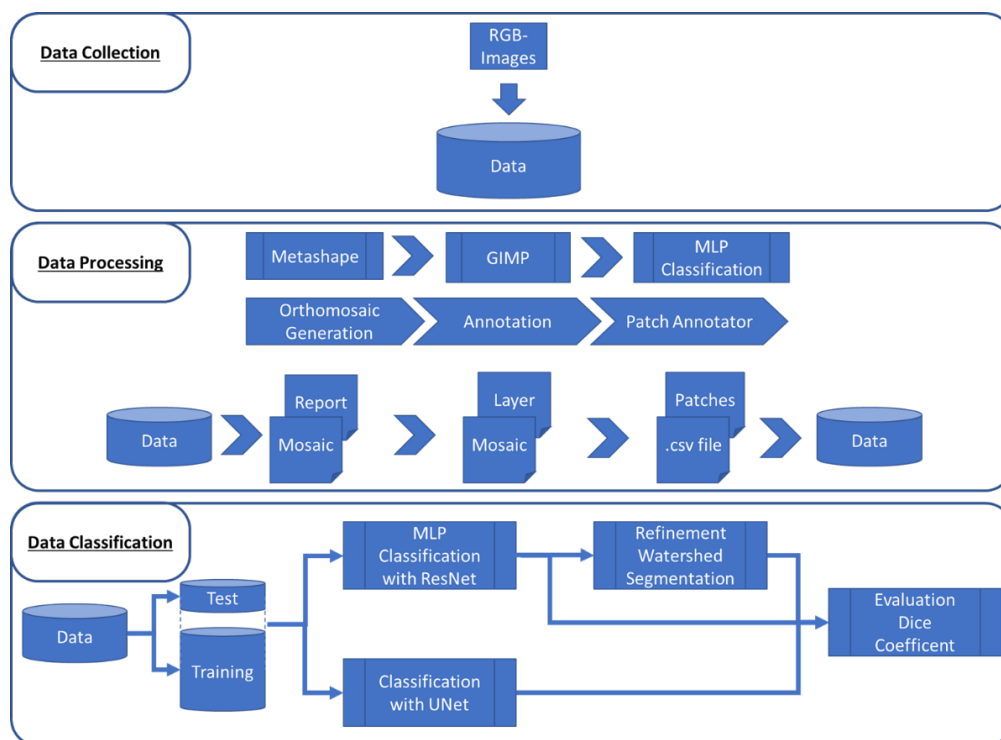 Data Collection
RGB-
Images
Data
Data Processing
Metashape
GIMP
MLP
Classification
Orthomosaic
Generation
Annotation
Patch Annotator
Data
Report
Mosaic
Layer
Mosaic
Patches
.csv file
Data
Data Classification
Data
Test
Training
MLP
Classification
with ResNet
Refinement
Watershed
Segmentation
Classification
with UNet
Evaluation
Dice
Coefficent